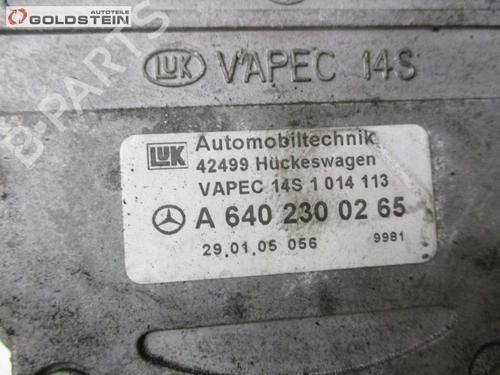 AUTOTEILE
GOLDSTEIN
LUK VAPEC 14S
B-PARTS
LUK Automobiltechnik
42499 Hückeswagen
VAPEC 14S 1 014 113
A 640 230 02 65
29.01.05 056 9981